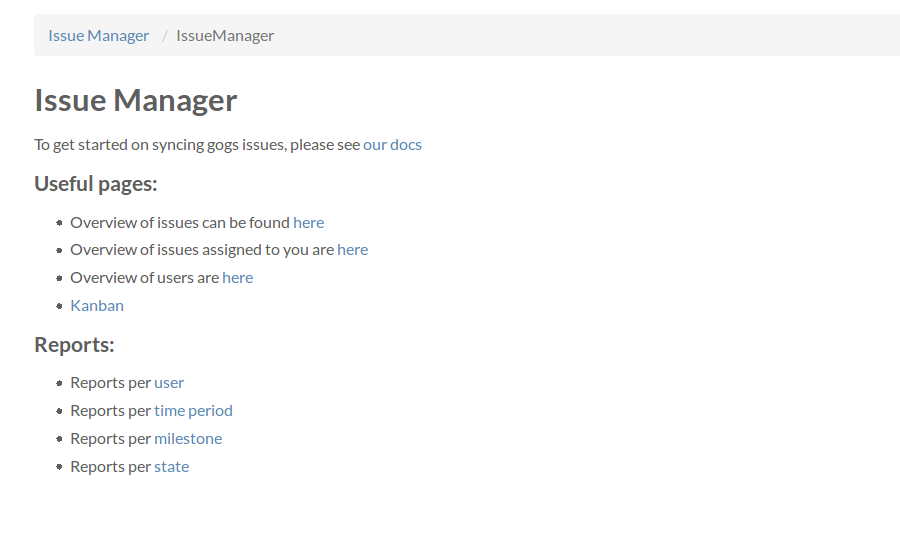 Issue Manager / IssueManager
Issue Manager
To get started on syncing gogs issues, please see our docs
Useful pages:
Overview of issues can be found here
Overview of issues assigned to you are here
Overview of users are here
Kanban
Reports:
Reports per user
Reports per time period
Reports per milestone
Reports per state